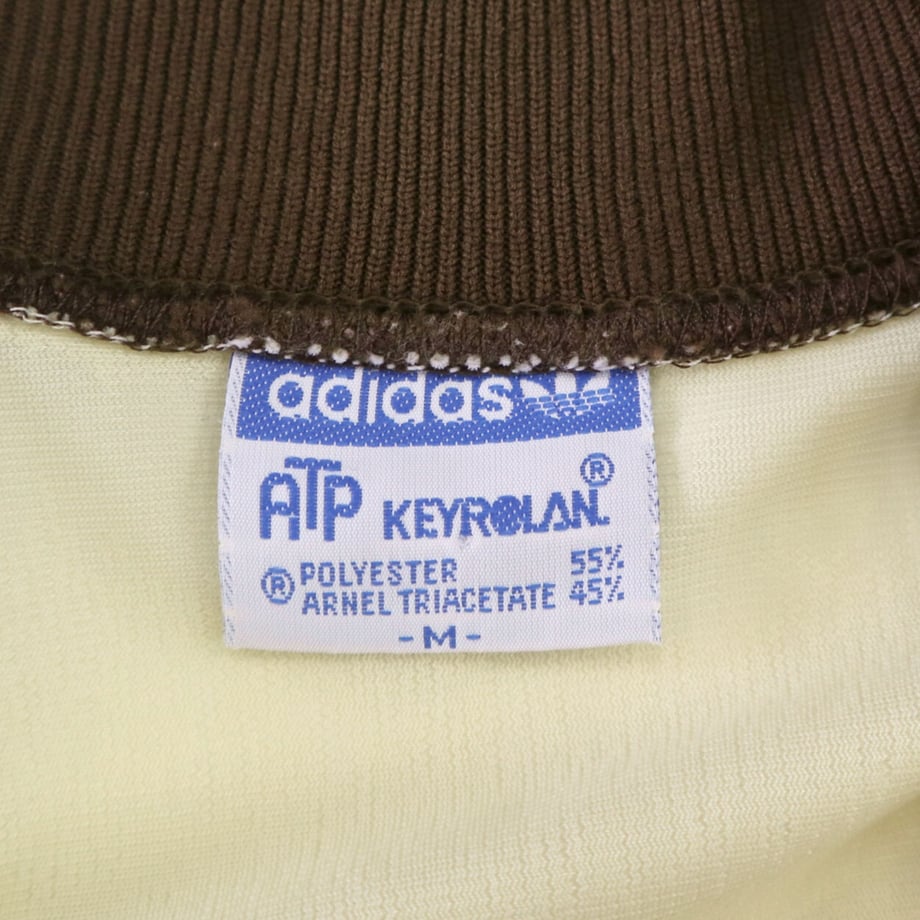 adidas
ATP KEYROLAN®
® POLYESTER 55%
ARNEL TRIACETATE 45%
-M-